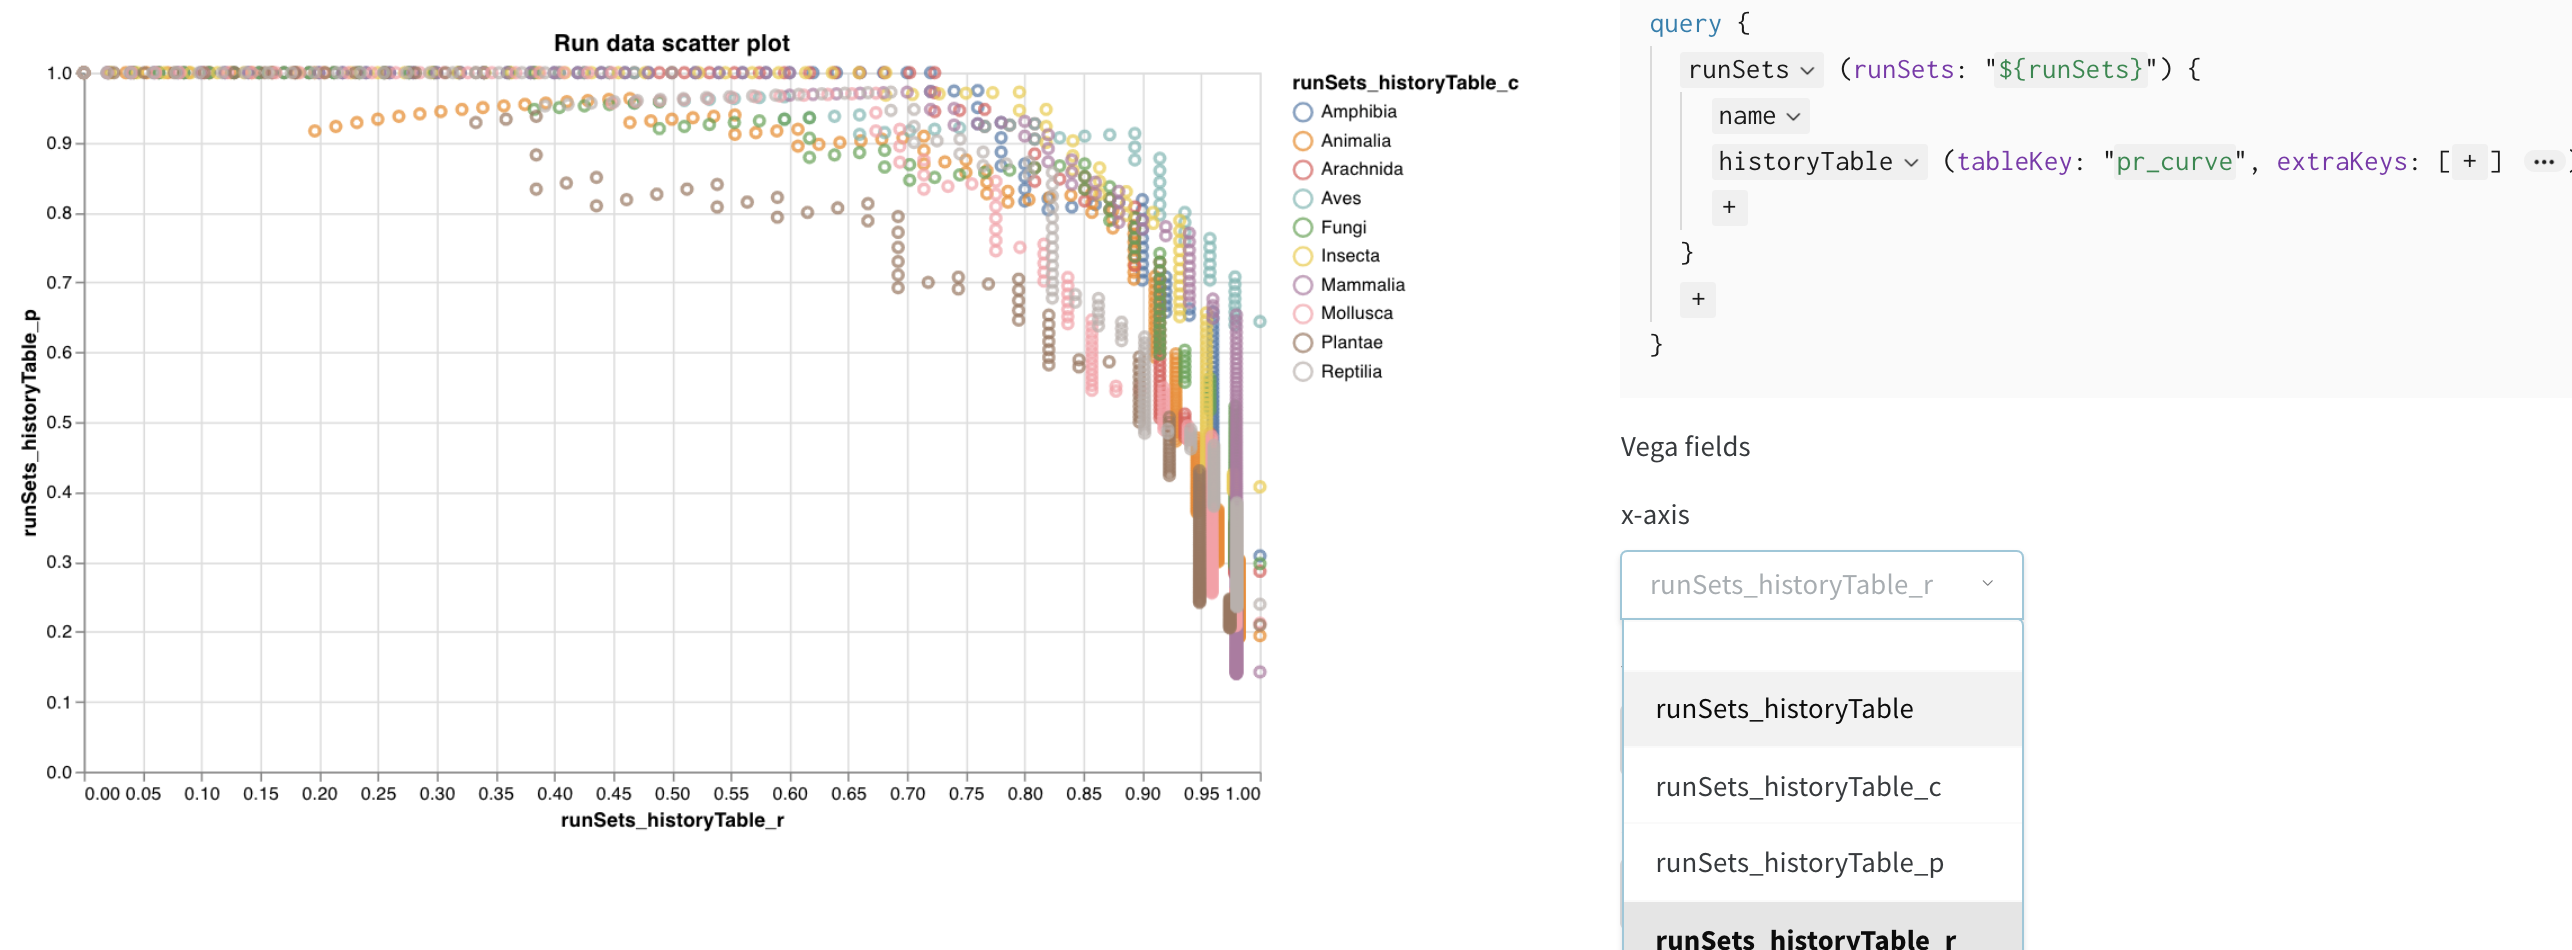 Run data scatter plot
runSets_historyTable_p
1.0
0.9
0.8
0.7
0.6
0.5
0.4
0.3
0.2
0.1
0.0
0.00 0.05 0.10 0.15 0.20 0.25 0.30 0.35 0.40 0.45 0.50 0.55 0.60 0.65 0.70 0.75 0.80 0.85 0.90 0.95 1.00
runSets_historyTable_r
runSets_historyTable_c
Amphibia
Animalia
Arachnida
Aves
Fungi
Insecta
Mammalia
Mollusca
Plantae
Reptilia
query {
runSets (runSets: "${runSets}") {
name
historyTable (tableKey: "pr_curve", extraKeys: [ + ] ...
+
}
+
}
Vega fields
x-axis
runSets_historyTable_r
runSets_historyTable
runSets_historyTable_c
runSets_historyTable_p
runSets_historyTable_r